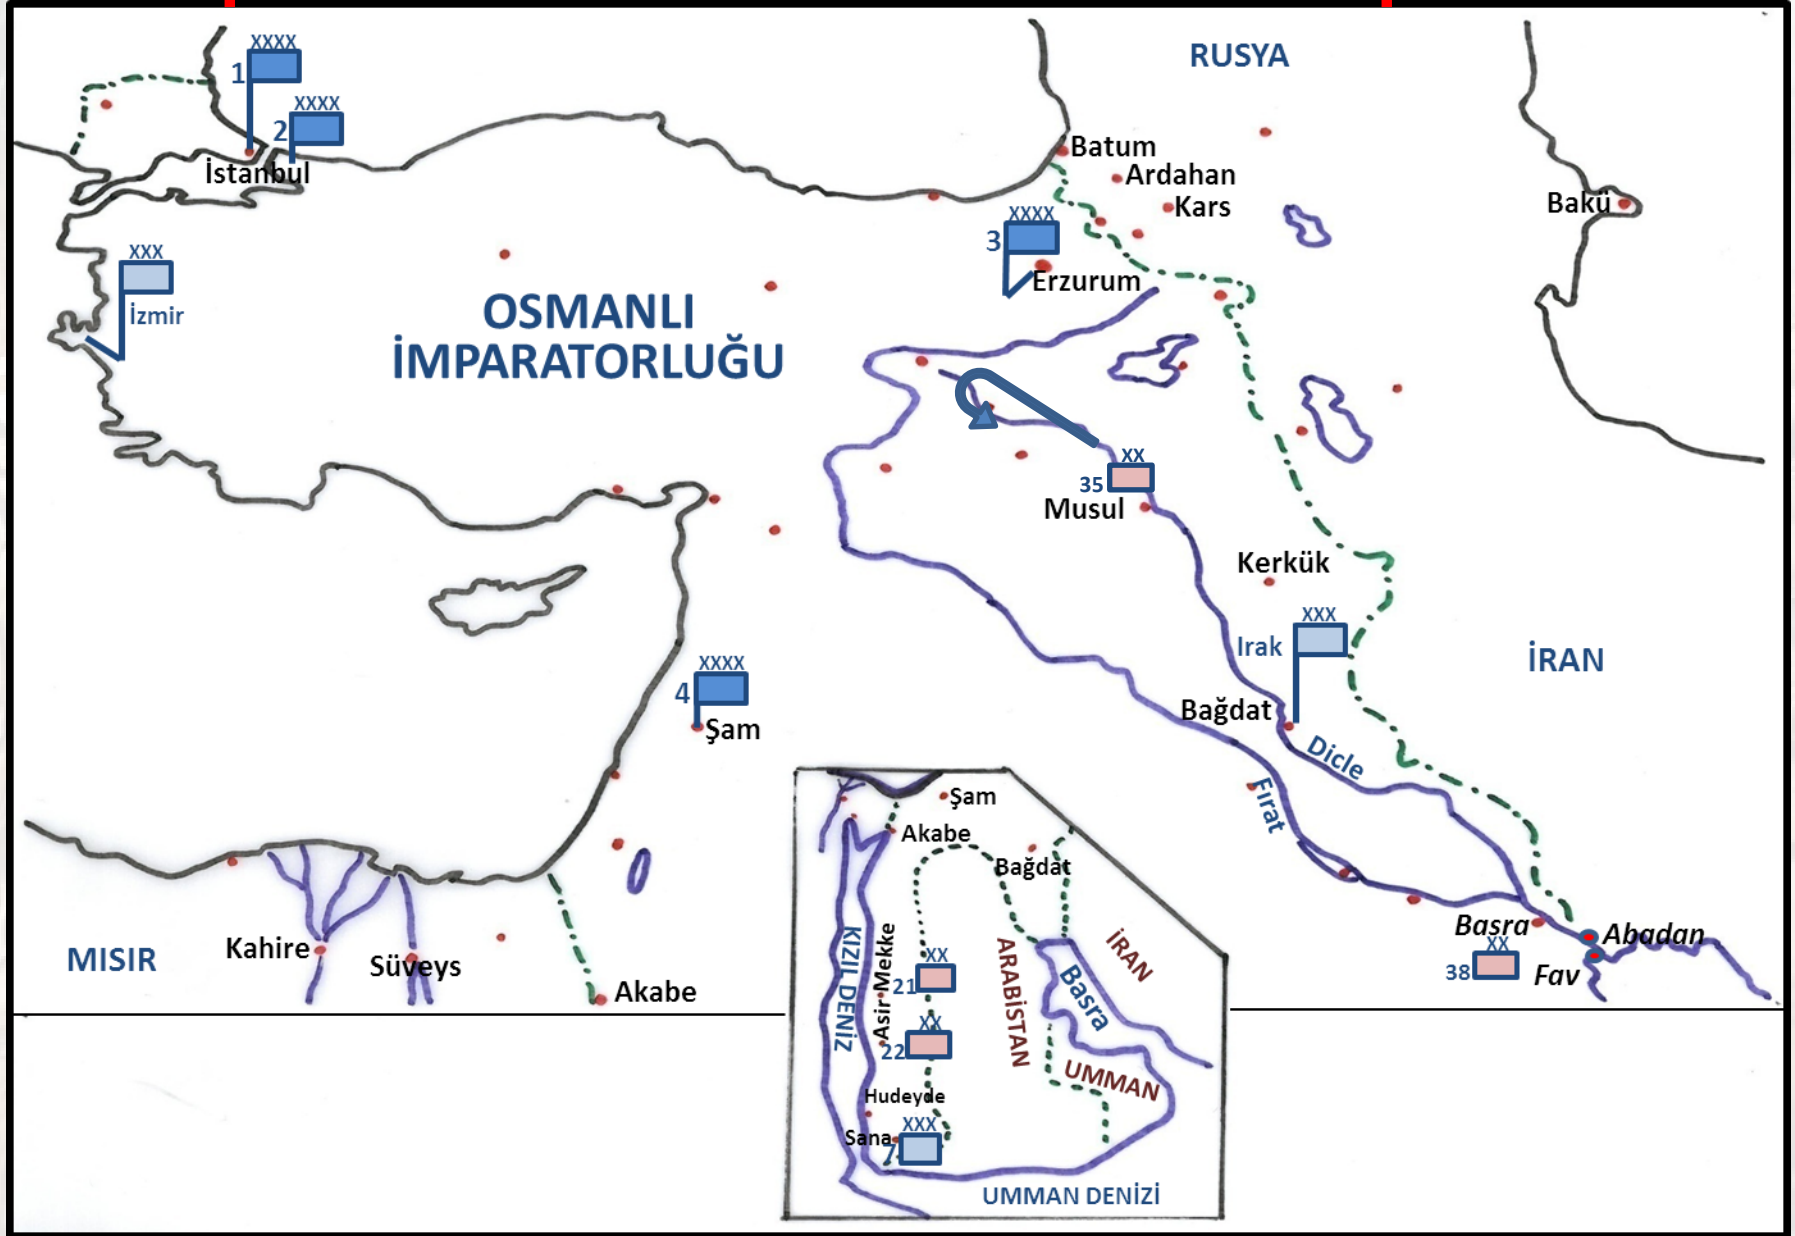 XXXX
1
XXXX
2
İstanbul
RUSYA
Batum
Ardahan
Kars
Bakü
XXXX
3
Erzurum
XXX
İzmir
OSMANLI
İMPARATORLUĞU
XX
35
Musul
Kerkük
XXX
Irak
İRAN
XXXX
4
Şam
Bağdat
Dicle
Fırat
Basra
Abadan
XX
38
Fav
MISIR
Kahire
Süveys
Akabe
Şam
Akabe
Bağdat
KIZIL DENİZ
Asir
Mekke
XX
21
XX
22
ARABİSTAN
İRAN
Basra
UMMAN
Hudeyde
XXX
Sana
7
UMMAN DENİZİ